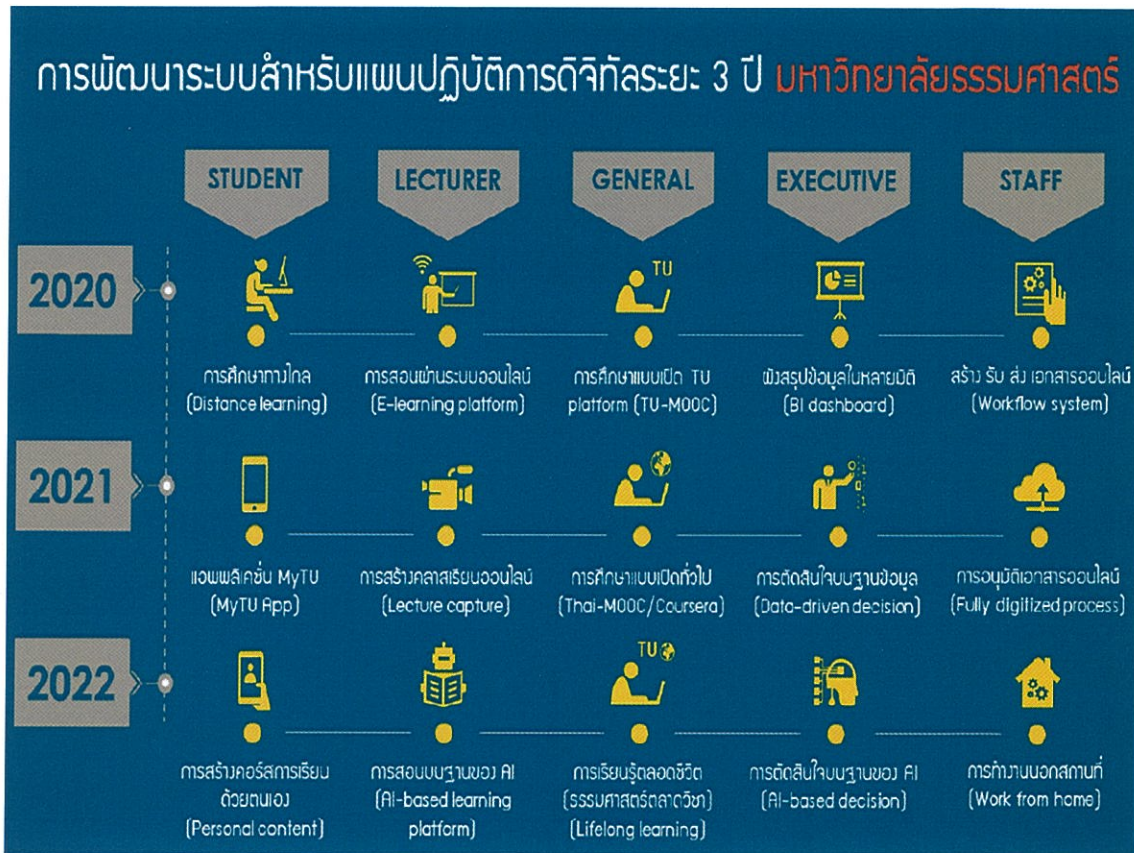 การพัฒนาระบบสำหรับแผนปฏิบัติการดิจิทัลระยะ 3 ปี มหาวิทยาลัยธรรมศาสตร์
STUDENT
LECTURER
GENERAL
EXECUTIVE
STAFF
2020
TU
การศึกษาทางไกล
(Distance learning)
การสอนผ่านระบบออนไลน์
(E-learning platform)
การศึกษาแบบเปิด TU
platform (TU-MOOC)
ผังสรุปข้อมูลในหลายมิติ
(BI dashboard)
สร้าง รับ ส่ง เอกสารออนไลน์
(Workflow system)
2021
แอพพลิเคชั่น MyTU
(MyTU App)
การสร้างคลาสเรียนออนไลน์
(Lecture capture)
การศึกษาแบบเปิดทั่วไป
(Thai-MOOC/Coursera)
การตัดสินใจบนฐานข้อมูล
(Data-driven decision)
การอนุมัติเอกสารออนไลน์
(Fully digitized process)
2022
TU
การสร้างคอร์สการเรียน
ด้วยตนเอง
(Personal content)
การสอนบนฐานของ AI
(AI-based learning
platform)
การเรียนรู้ตลอดชีวิต
(ธรรมศาสตร์ตลาดวิชา)
(Lifelong learning)
การตัดสินใจบนฐานของ AI
(AI-based decision)
การทำงานนอกสถานที่
(Work from home)